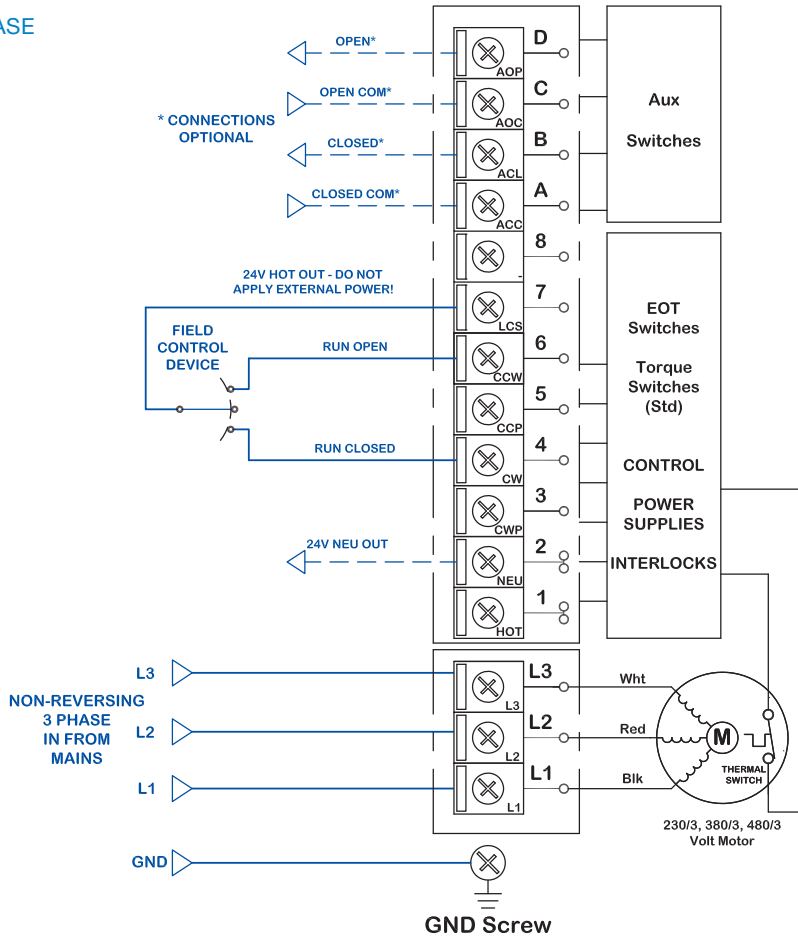 ASE
OPEN*
D
AOP
OPEN COM*
C
AOC
* CONNECTIONS
OPTIONAL
CLOSED*
B
ACL
CLOSED COM*
A
ACC
Aux
Switches
8
-
24V HOT OUT - DO NOT
APPLY EXTERNAL POWER!
7
LCS
FIELD
CONTROL
DEVICE
RUN OPEN
6
CCW
5
CCP
RUN CLOSED
4
CW
3
CWP
24V NEU OUT
2
NEU
1
HOT
EOT
Switches
Torque
Switches
(Std)
CONTROL
POWER
SUPPLIES
INTERLOCKS
L3
L3
L3
Wht
NON-REVERSING
3 PHASE
IN FROM
MAINS
L2
L2
L2
Red
L1
L1
L1
Blk
M
THERMAL
SWITCH
230/3, 380/3, 480/3
Volt Motor
GND
GND Screw